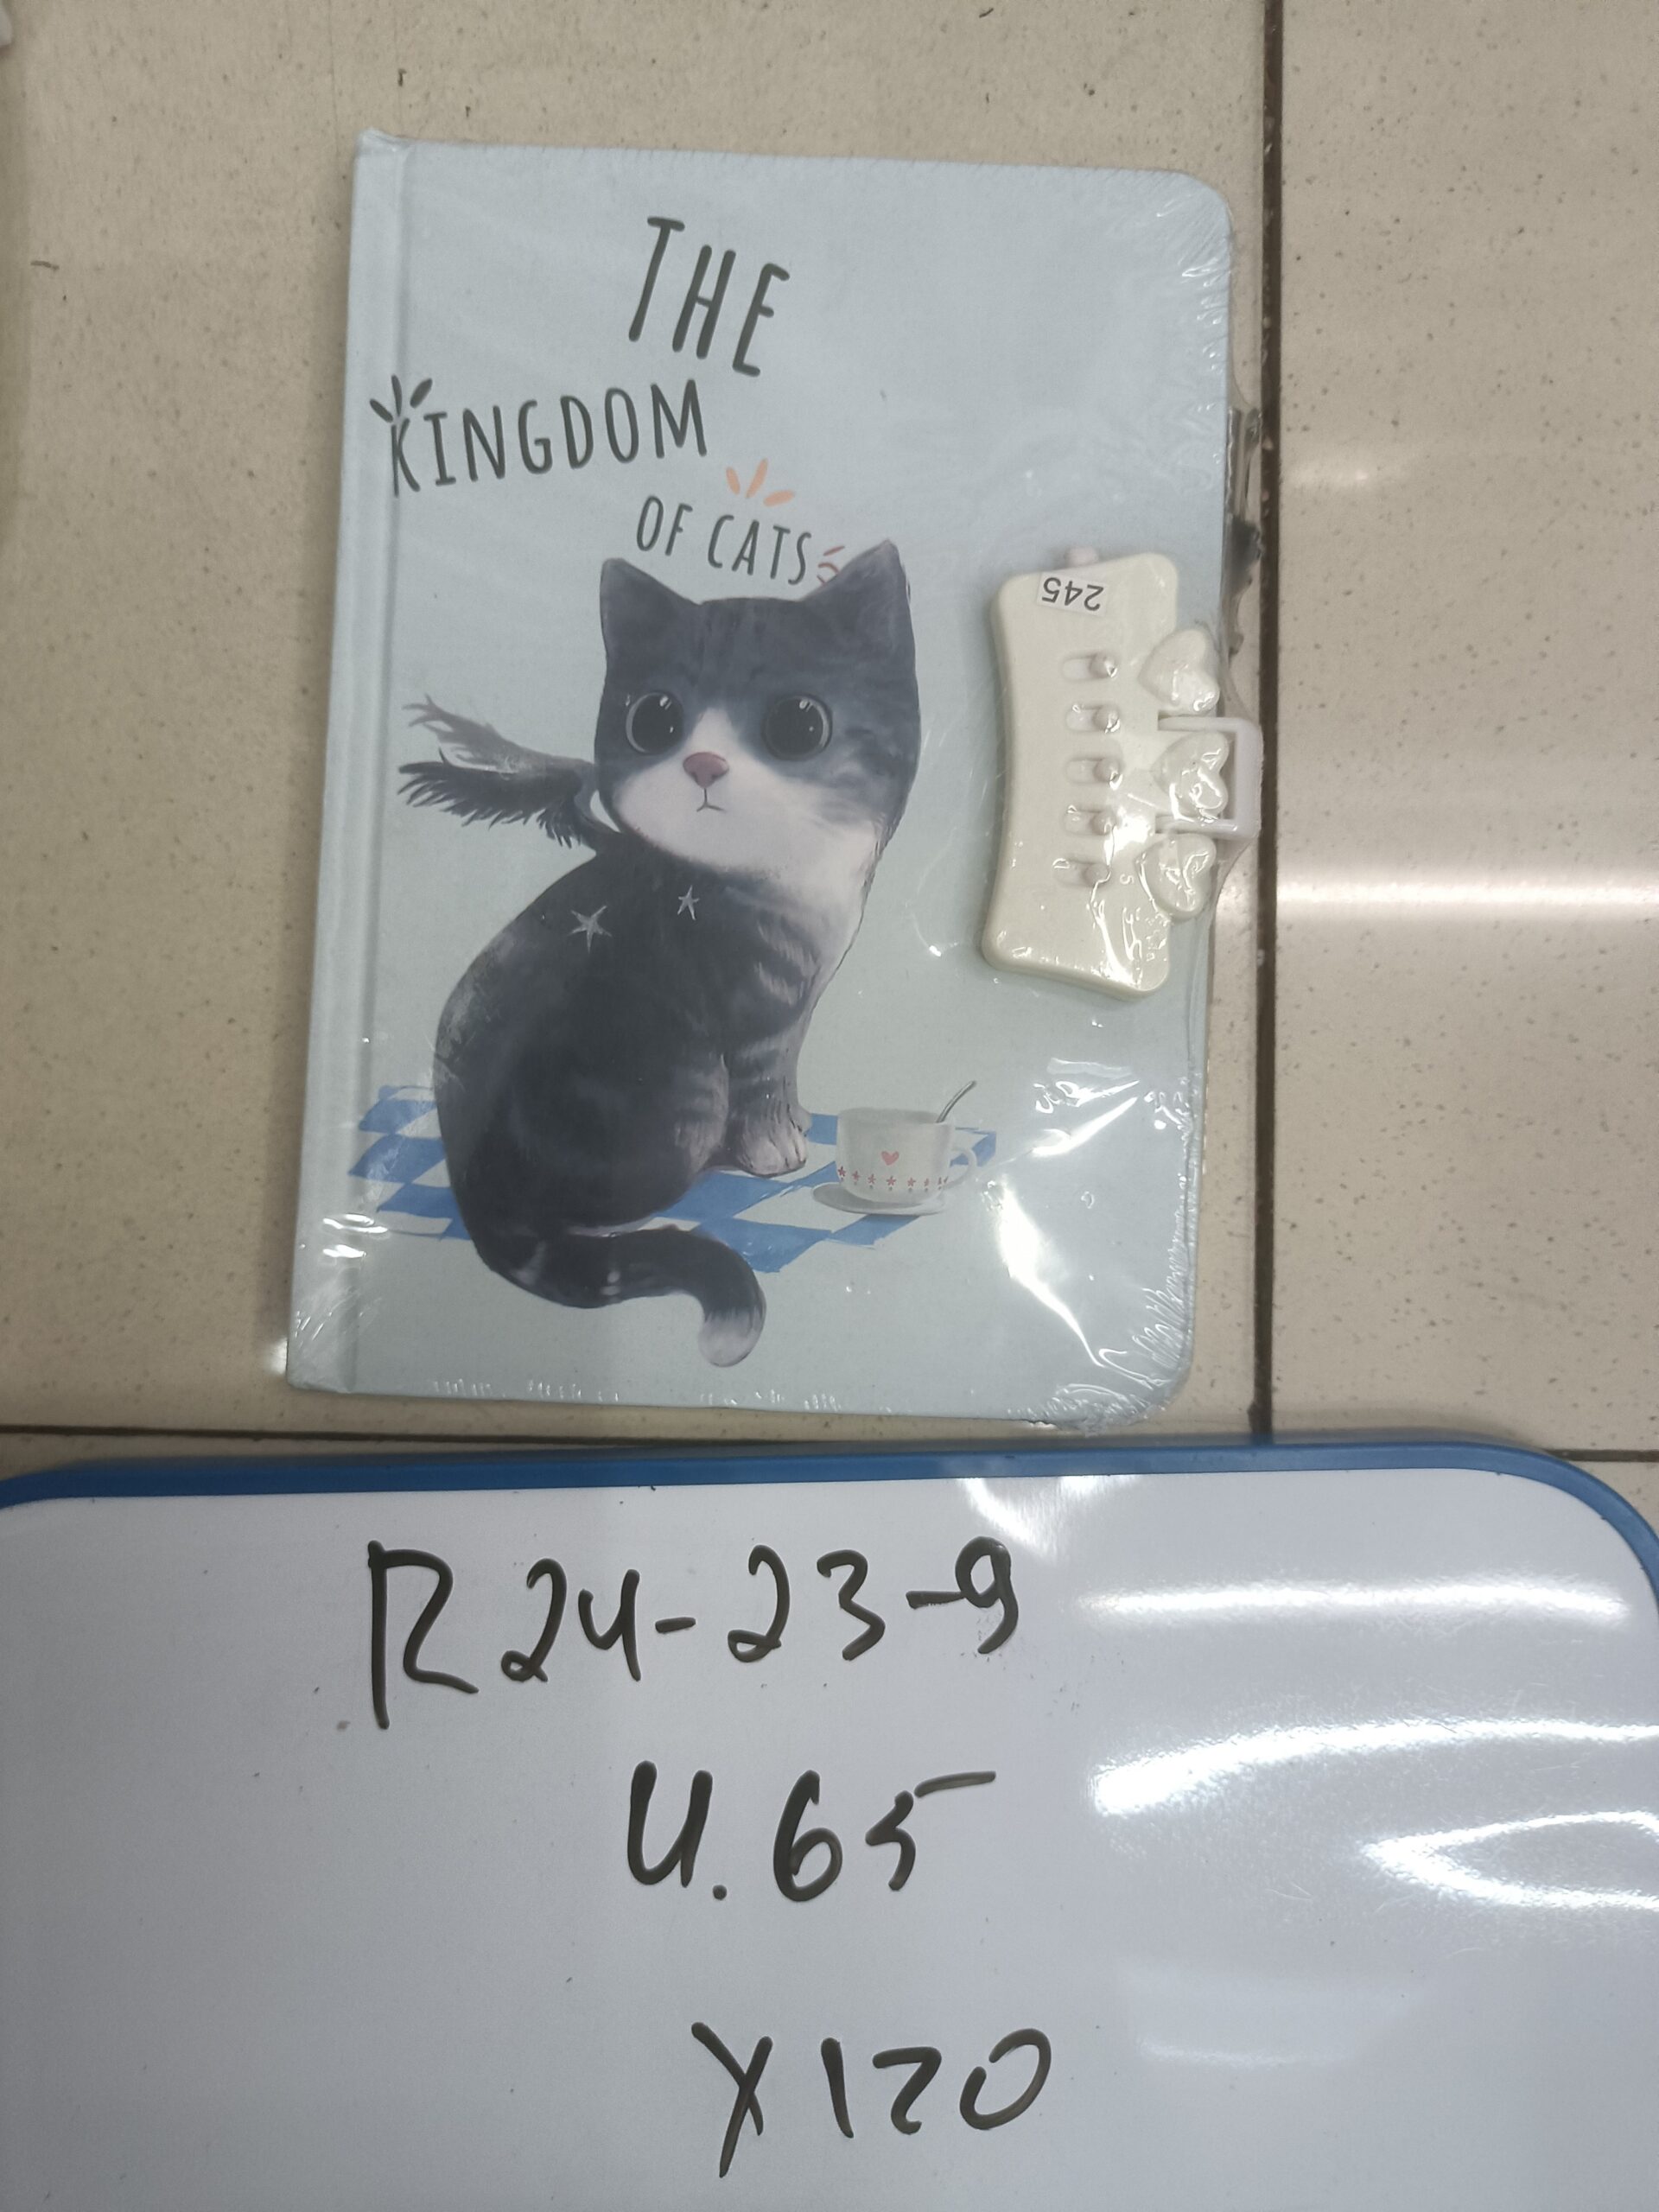 THE
KINGDOM
OF CATS
245
R24-23-9
4.65
X120